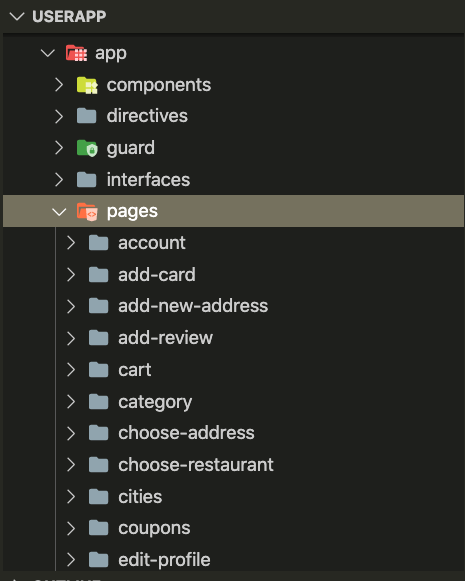 USERAPP
app
components
directives
guard
interfaces
pages
account
add-card
add-new-address
add-review
cart
category
choose-address
choose-restaurant
cities
coupons
edit-profile